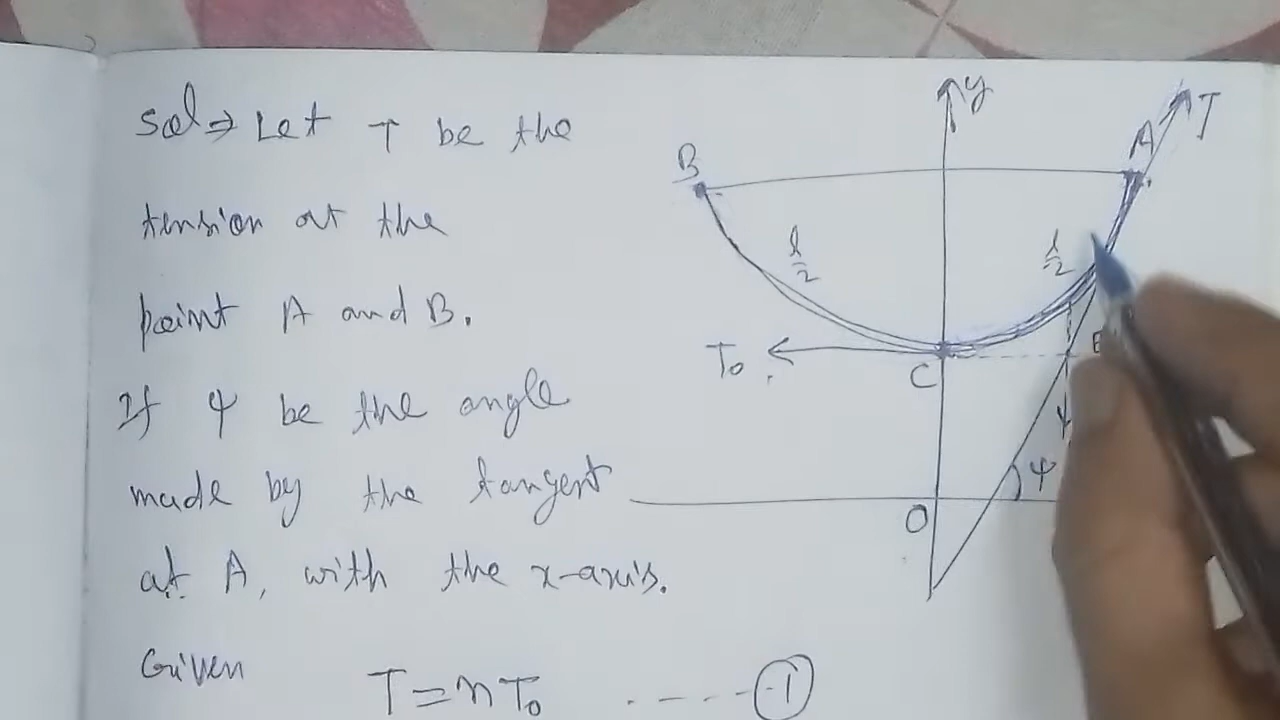 Sol ⇒ Let T be the
tension at the
point A and B.
If ψ be the angle
made by the tangent
at A, with the x-axis.
Given
T = nT₀ . - - - - ①
y
T
A
B
l/2
l/2
T₀
C
ψ
O